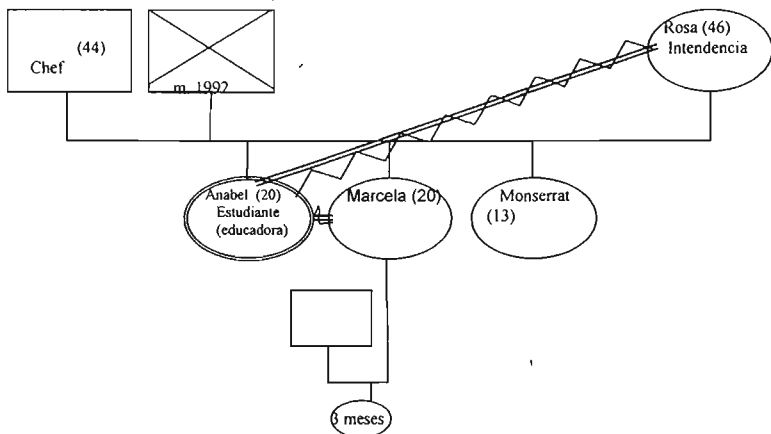 (44)
Chef
m. 1992
Rosa (46)
Intendencia
Anabel (20)
Estudiante
(educadora)
Marcela (20)
Monserrat
(13)
3 meses